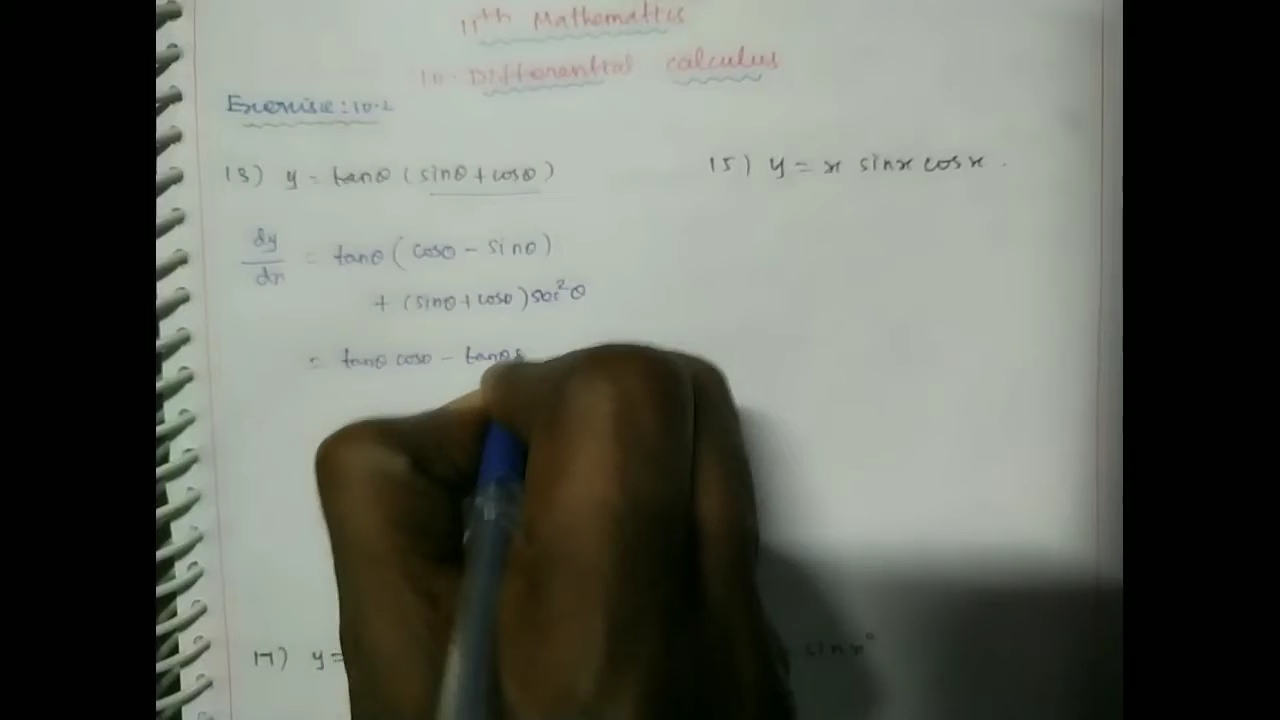 11th Mathematics
10. Differential calculus
Exercise: 10.2
13) y = tanθ (sinθ + cosθ)
dy/dx = tanθ (cosθ - sinθ)
+ (sinθ + cosθ) sec²θ
= tanθ cosθ - tanθ s
15) y = x sinx cosx.
17) y =
sin x°